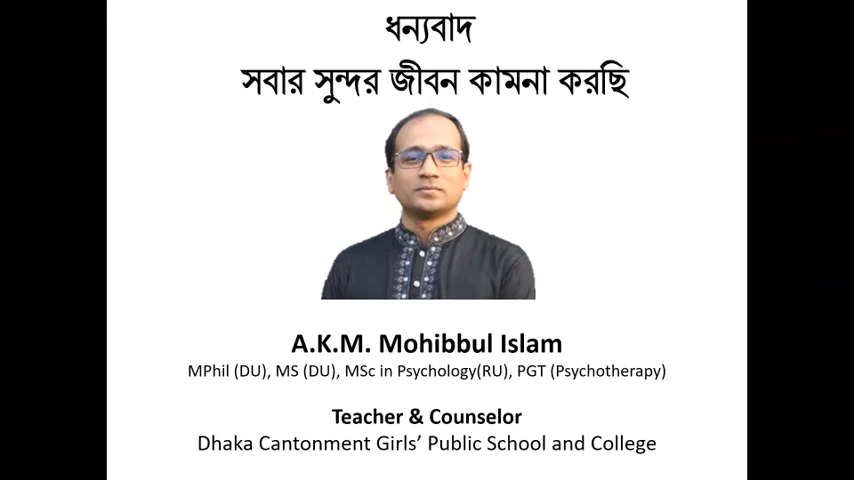 ধন্যবাদ
সবার সুন্দর জীবন কামনা করছি
A.K.M. Mohibbul Islam
MPhil (DU), MS (DU), MSc in Psychology(RU), PGT (Psychotherapy)
Teacher & Counselor
Dhaka Cantonment Girls’ Public School and College